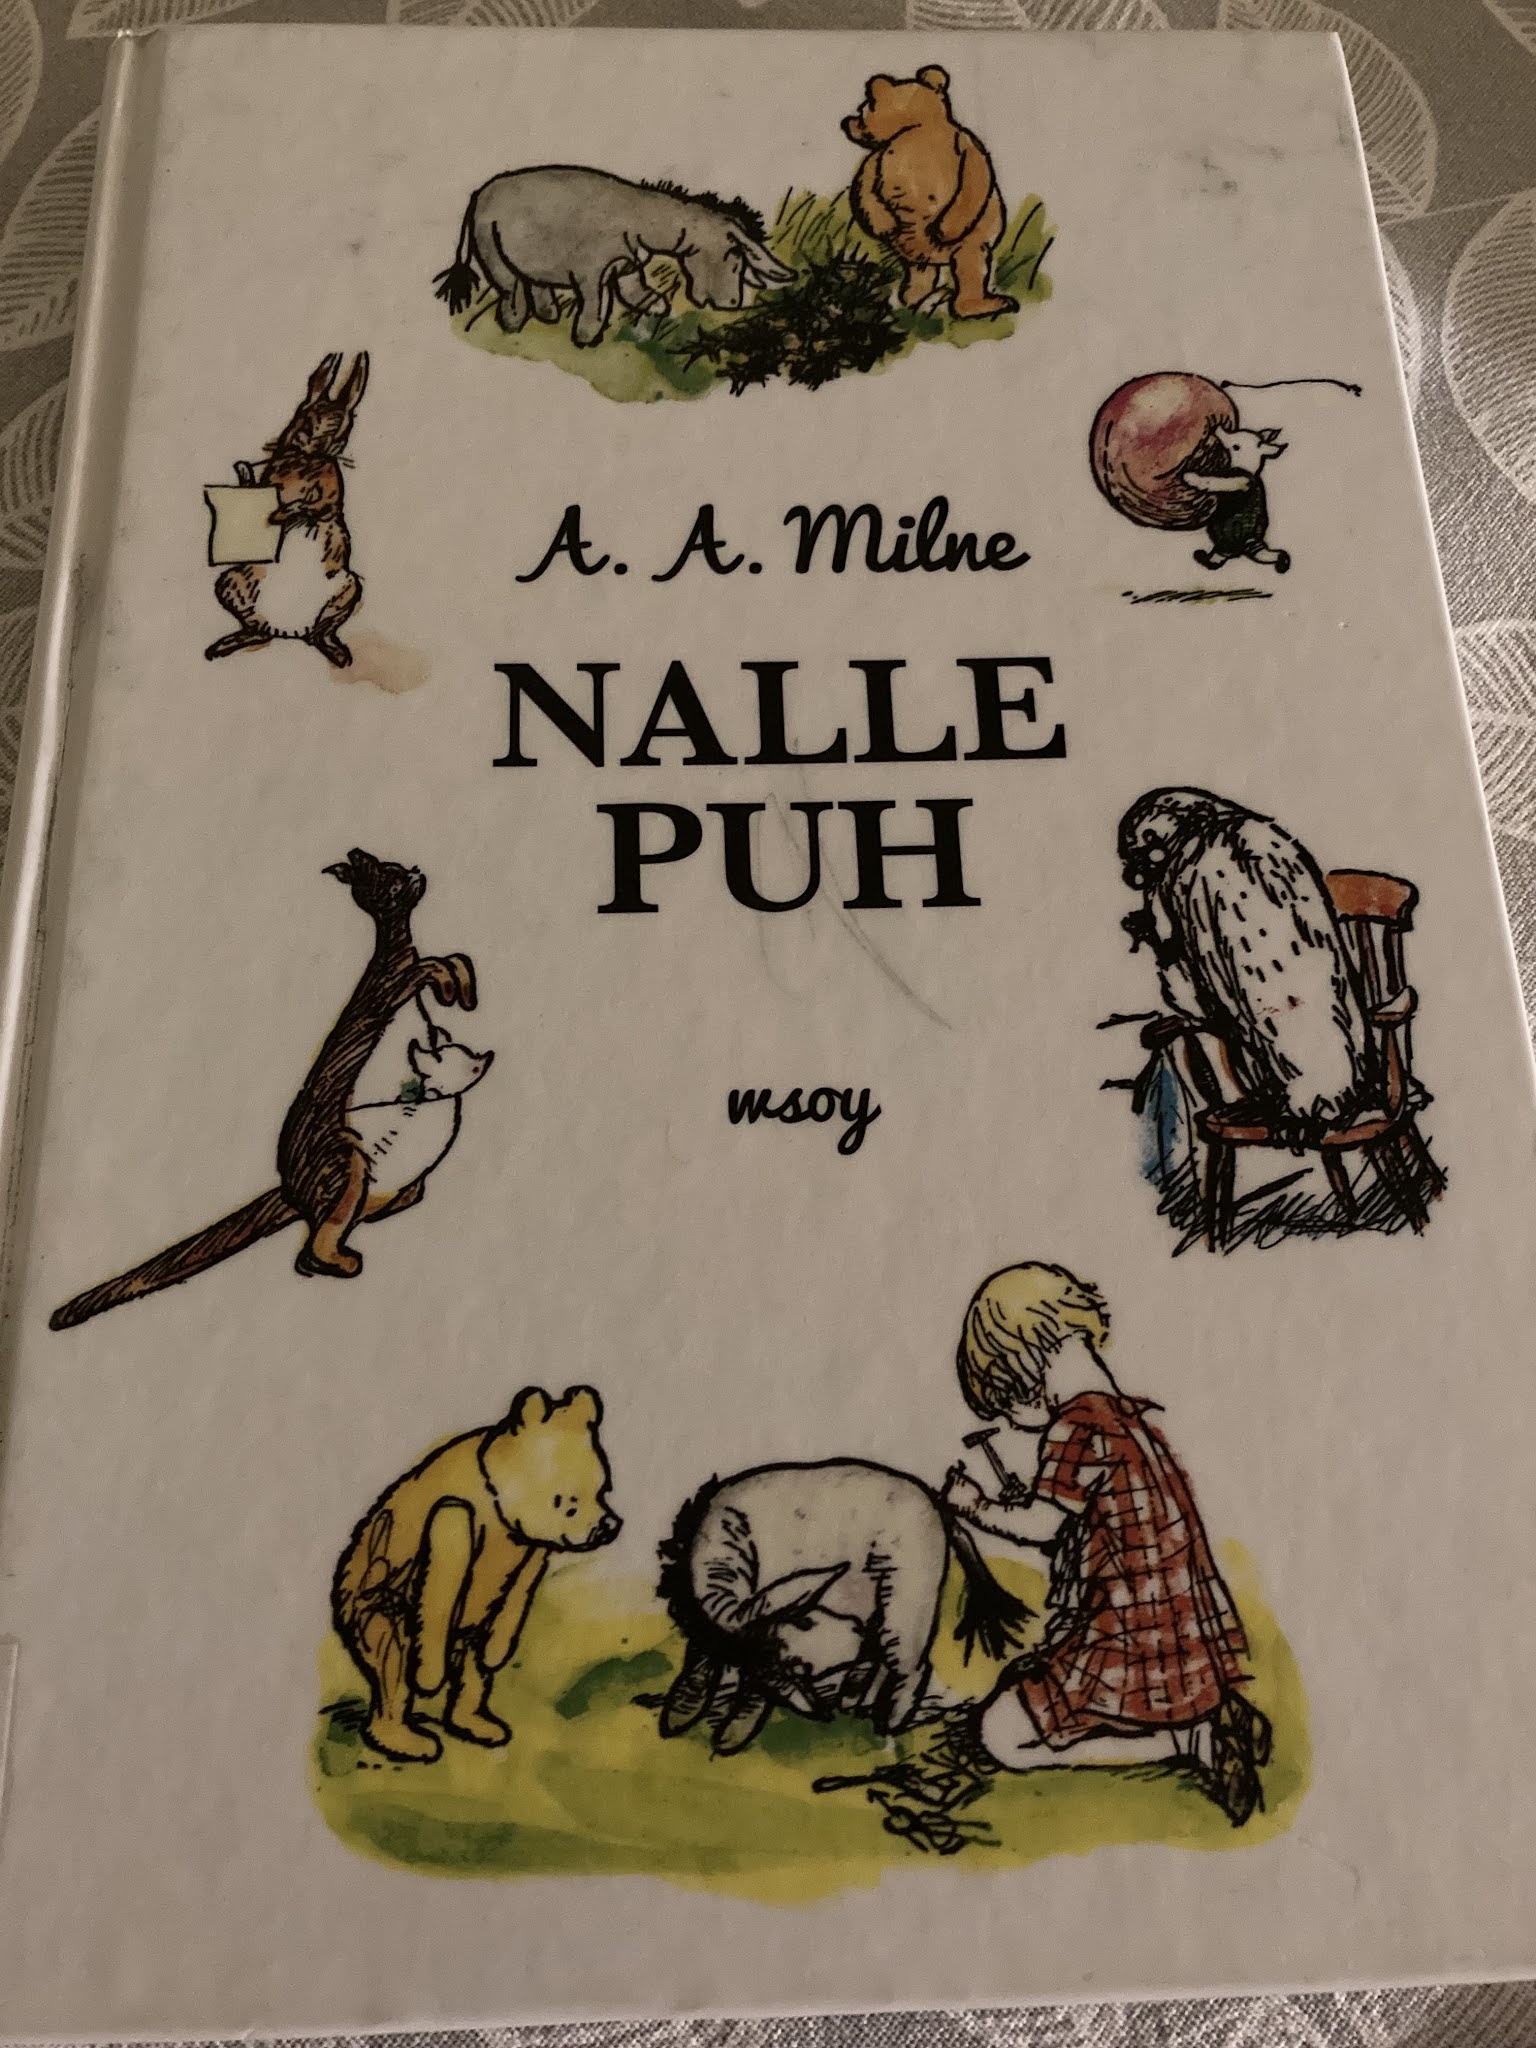 A. A. Milne
NALLE
PUH
wsoy